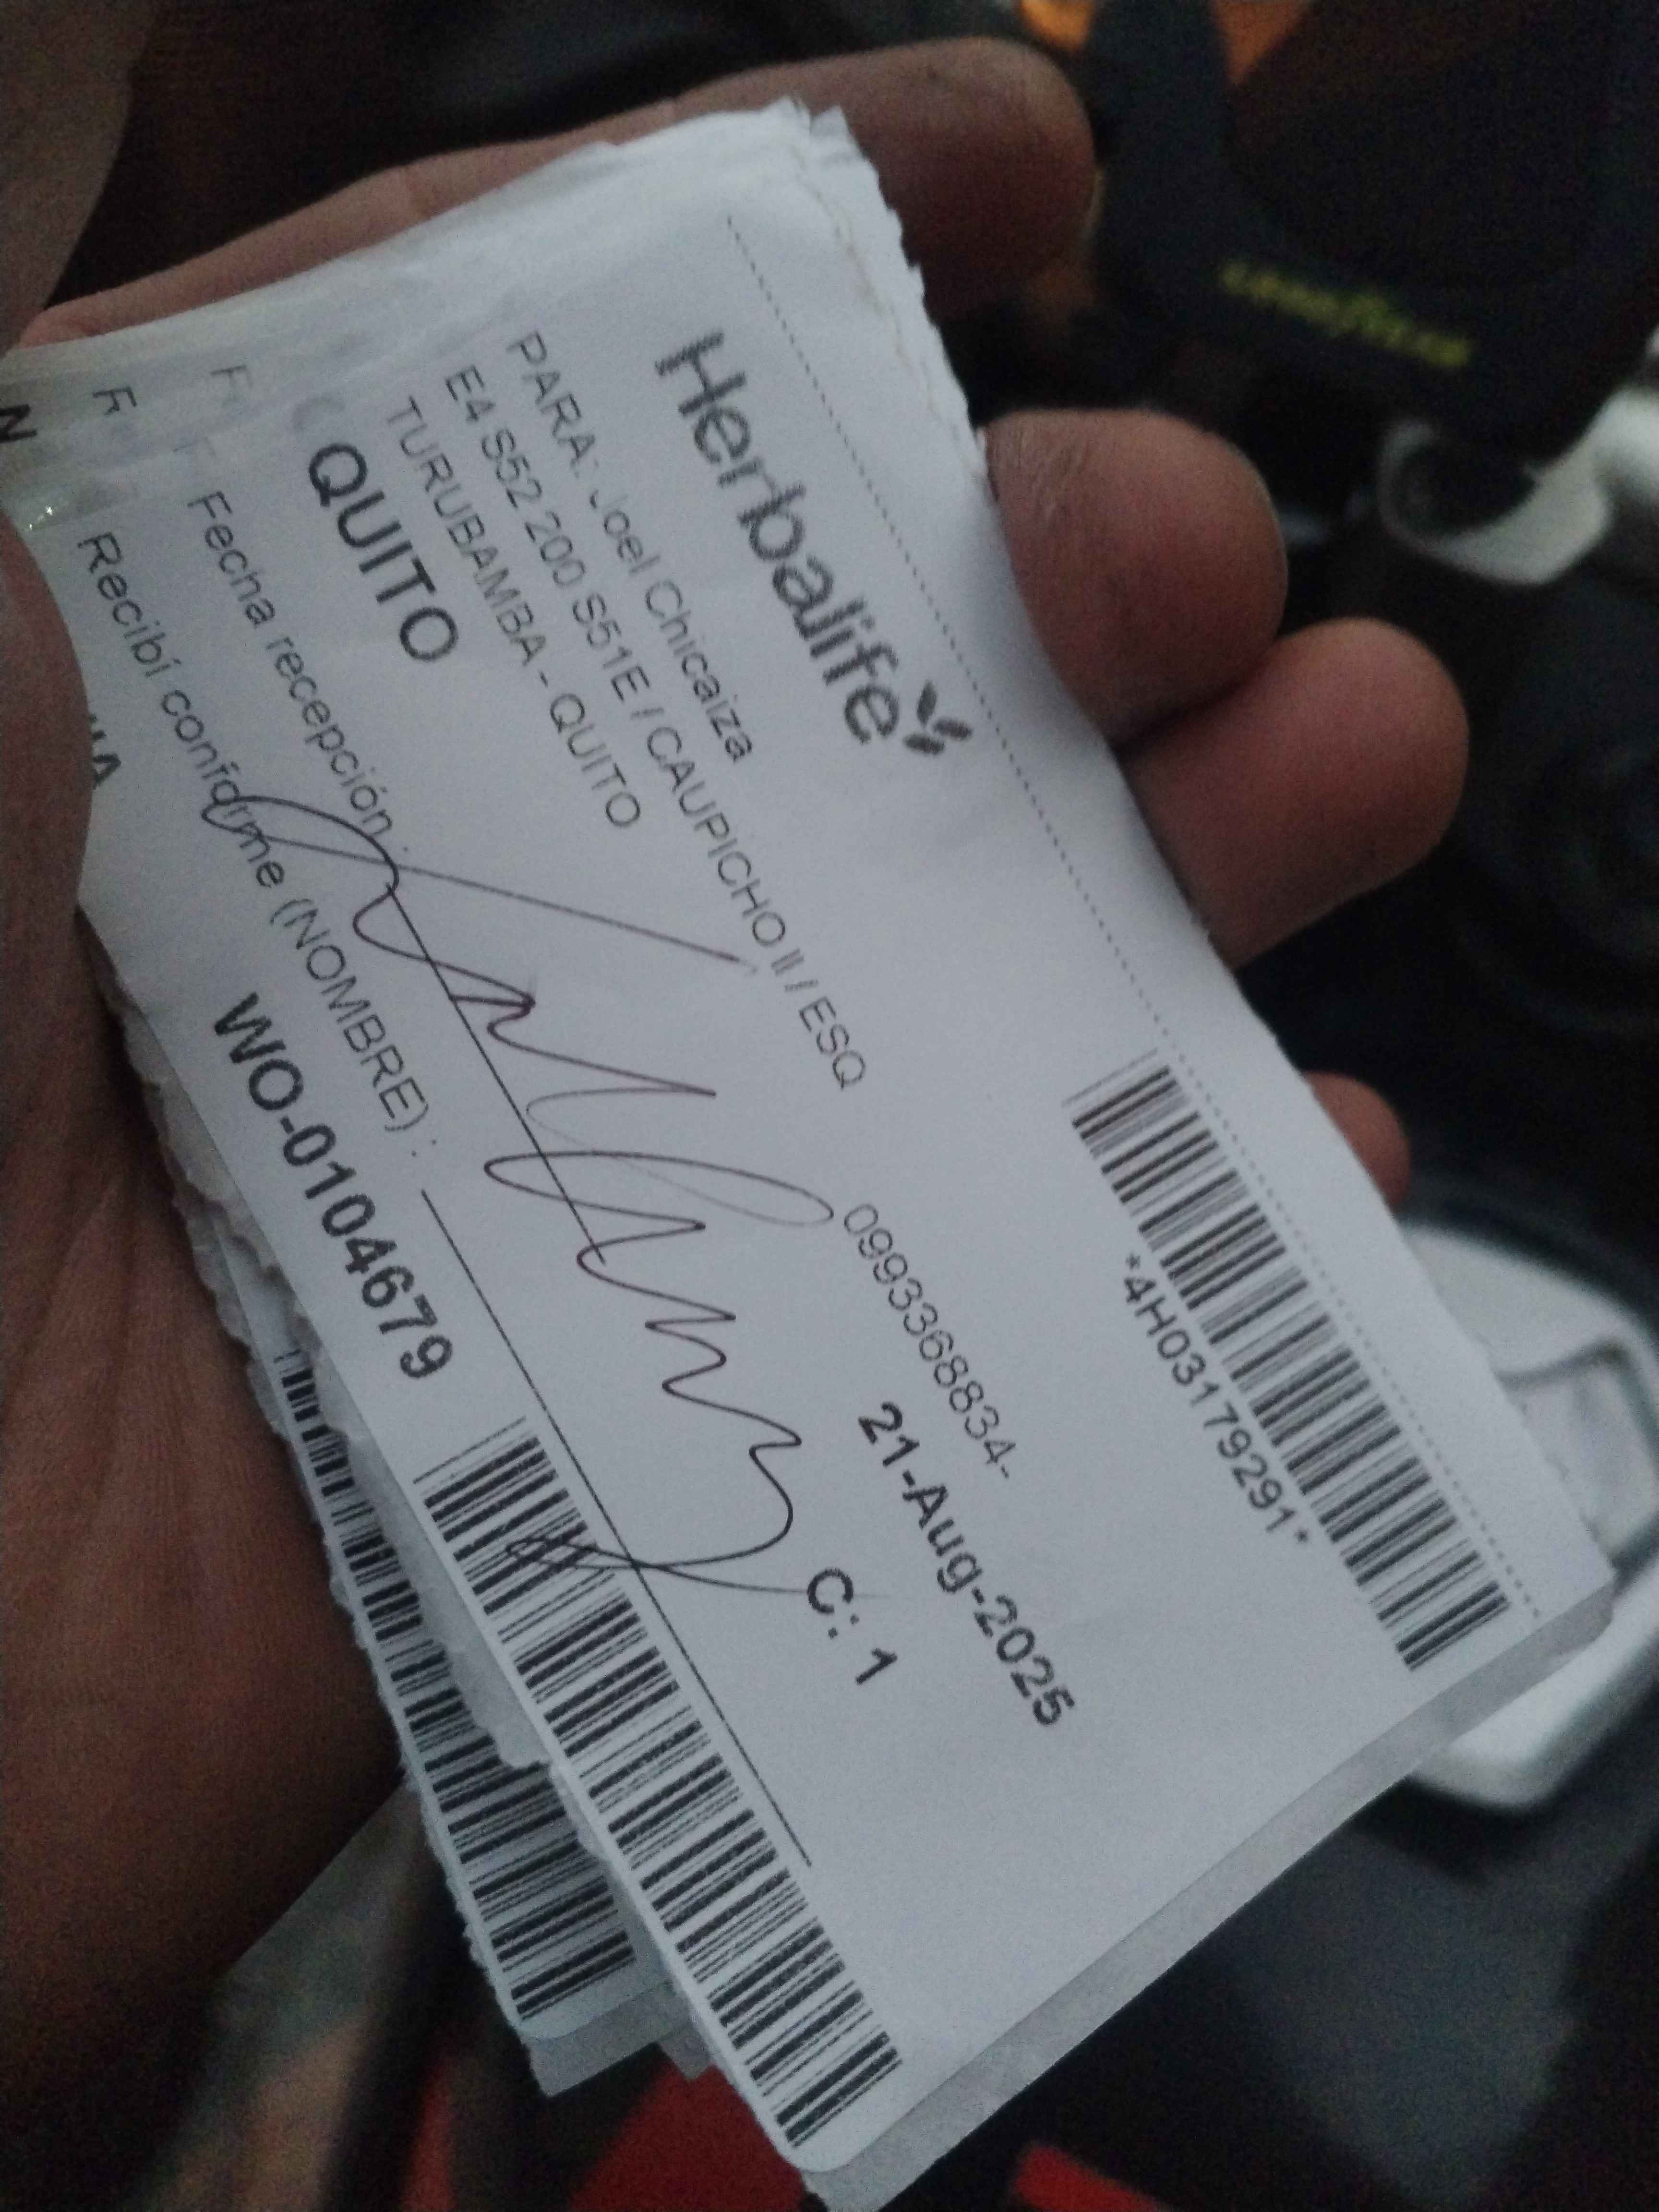 Herbalife
*4H03179291*
PARA: Joel Chicaiza
E4 S52 200 S51E / CAUPICHO II / ESQ
0993368834-
TURUBAMBA - QUITO
21-Aug-2025
QUITO
C: 1
Fecha recepción :
Recibí conforme (NOMBRE) :
WO-0104679